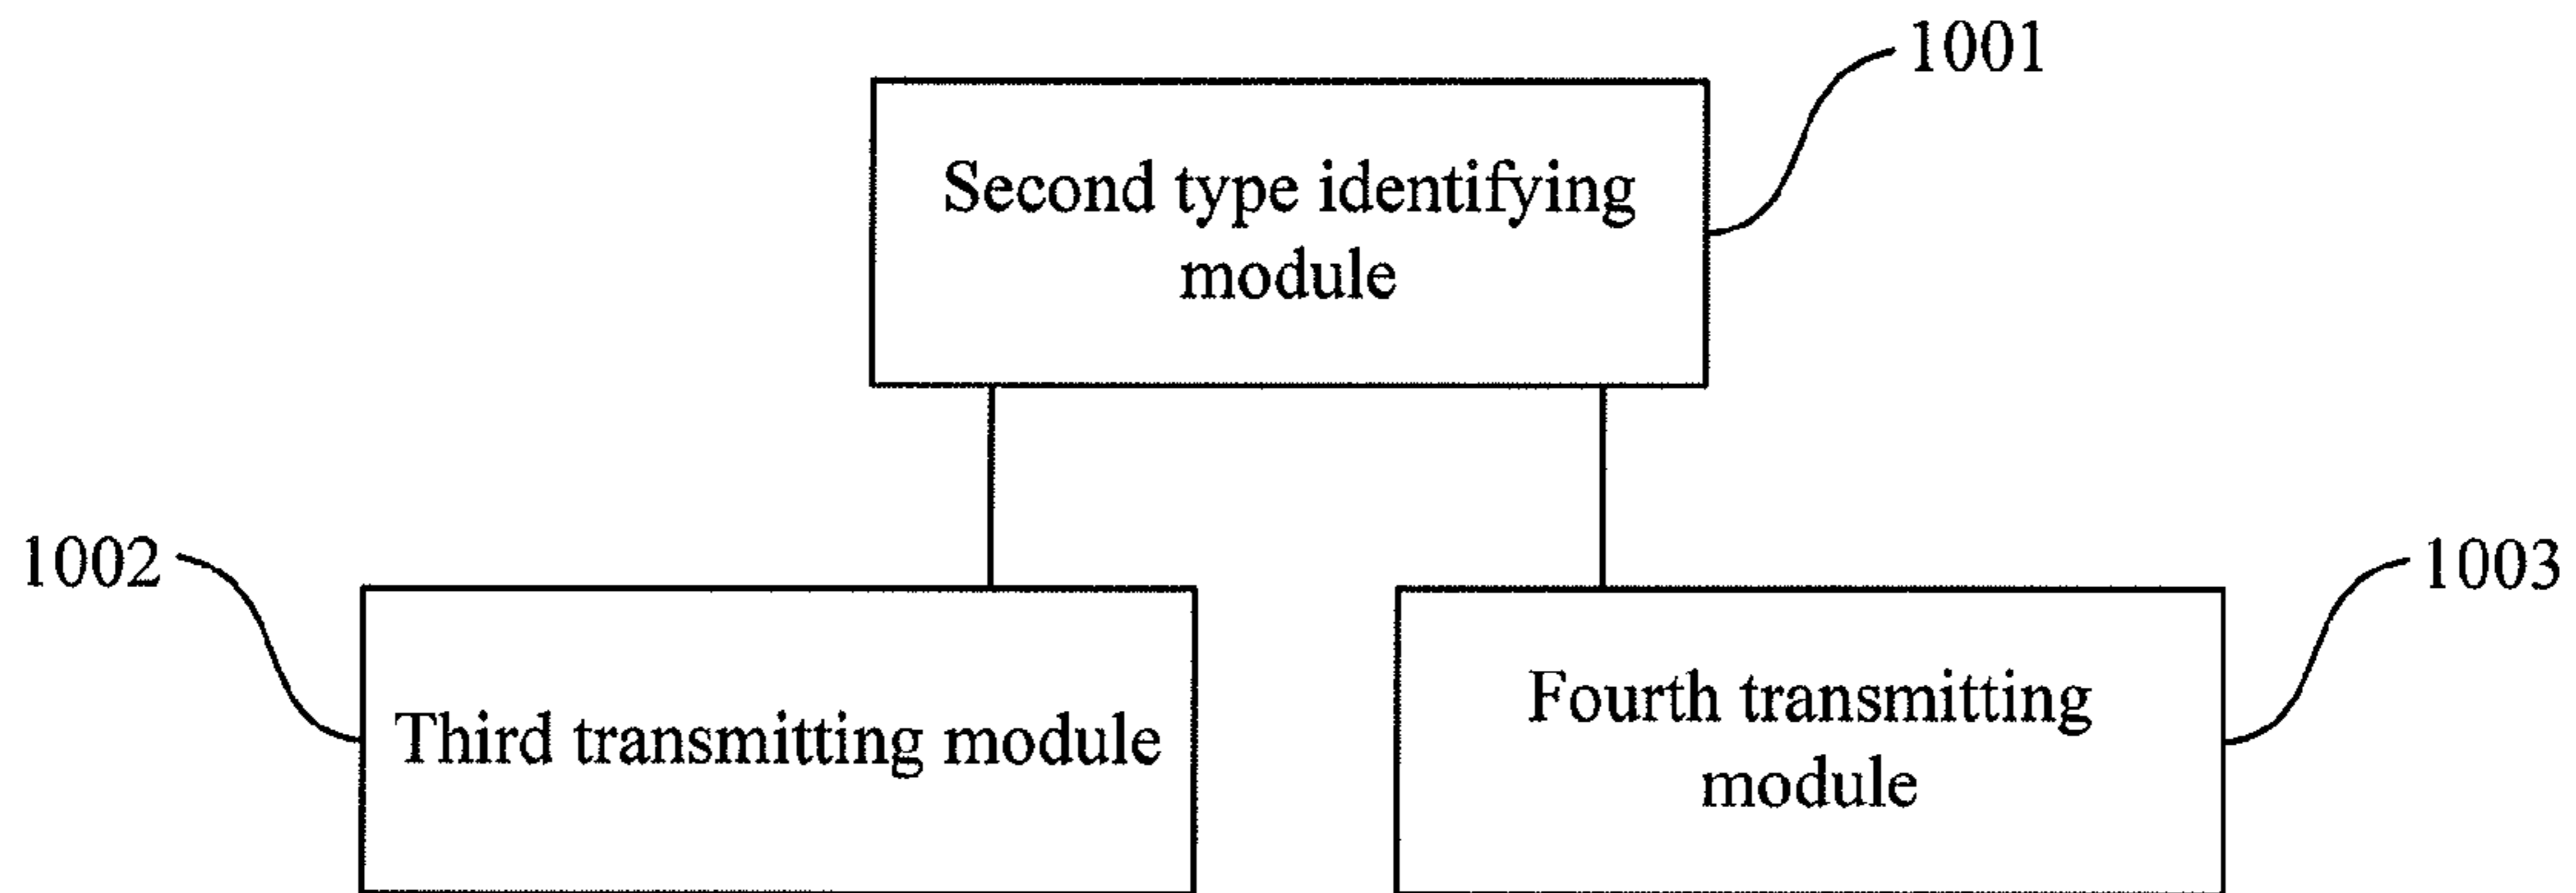 1001
Second type identifying
module
1002
1003
Third transmitting module
Fourth transmitting
module